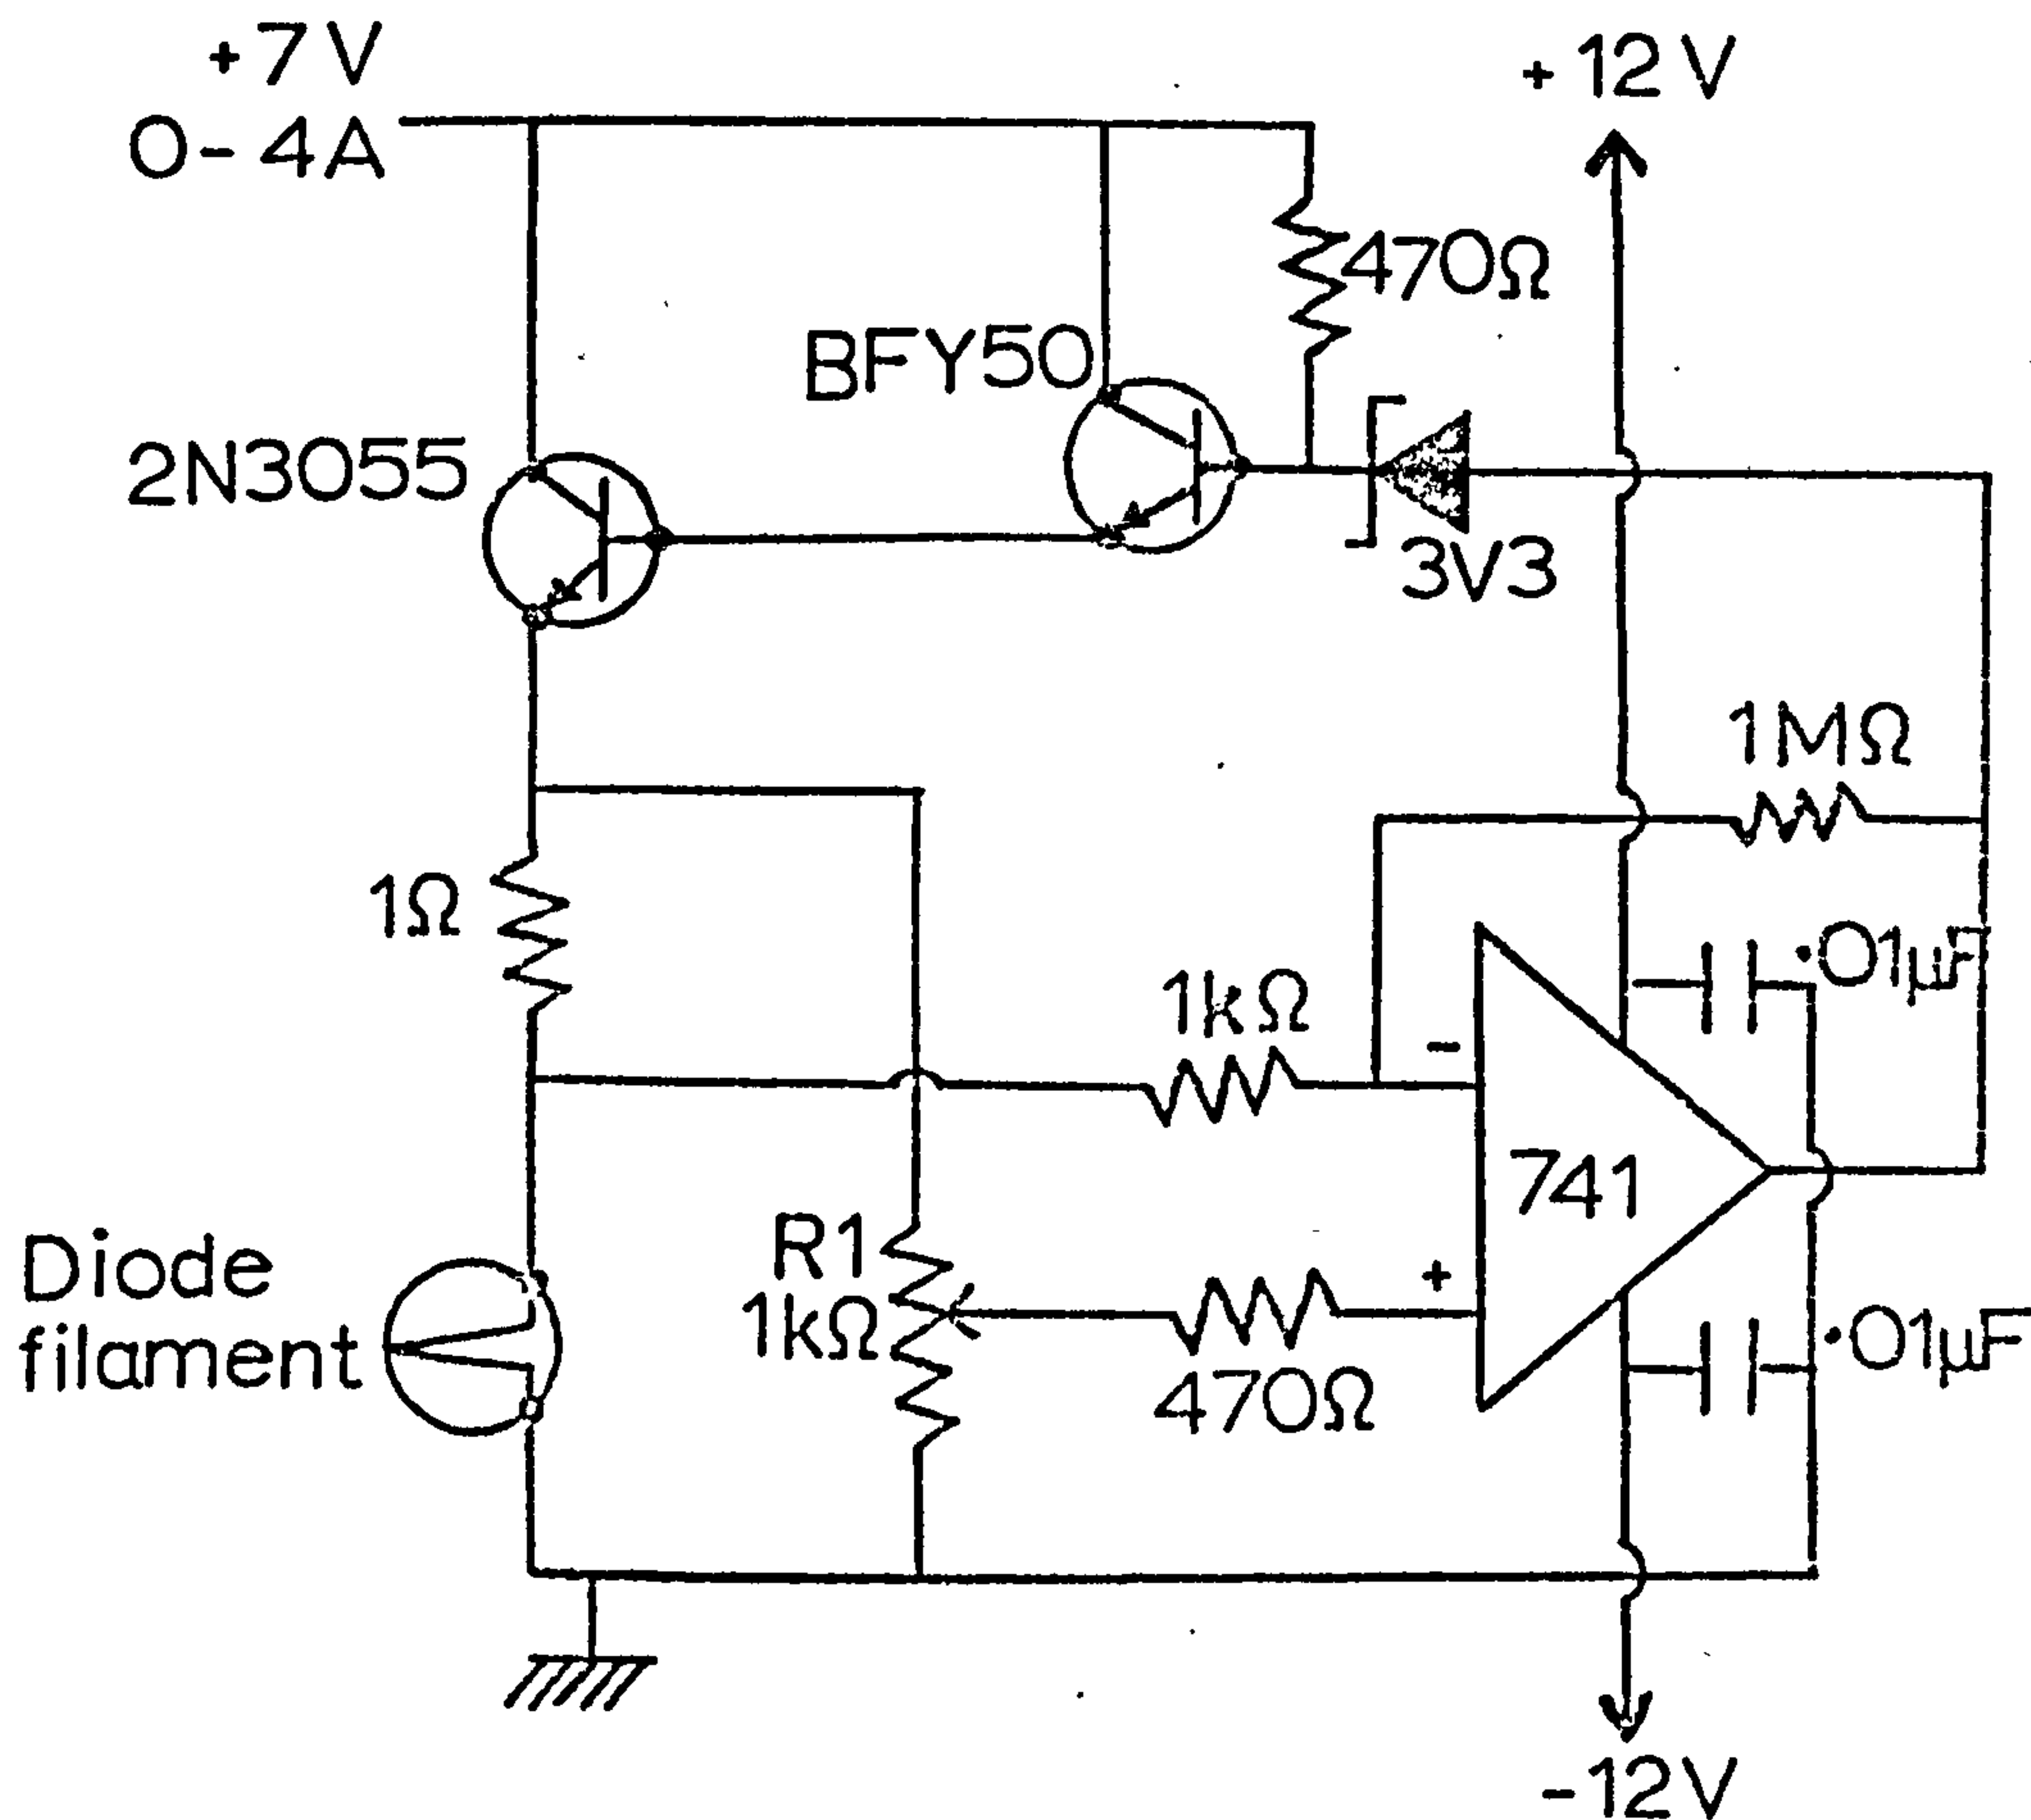 +7V
0-4A
+12V
470Ω
BFY50
2N3055
3V3
1MΩ
1Ω
·01µF
1kΩ
-
741
R1
1kΩ
+
Diode
filament
470Ω
·01µF
-12V